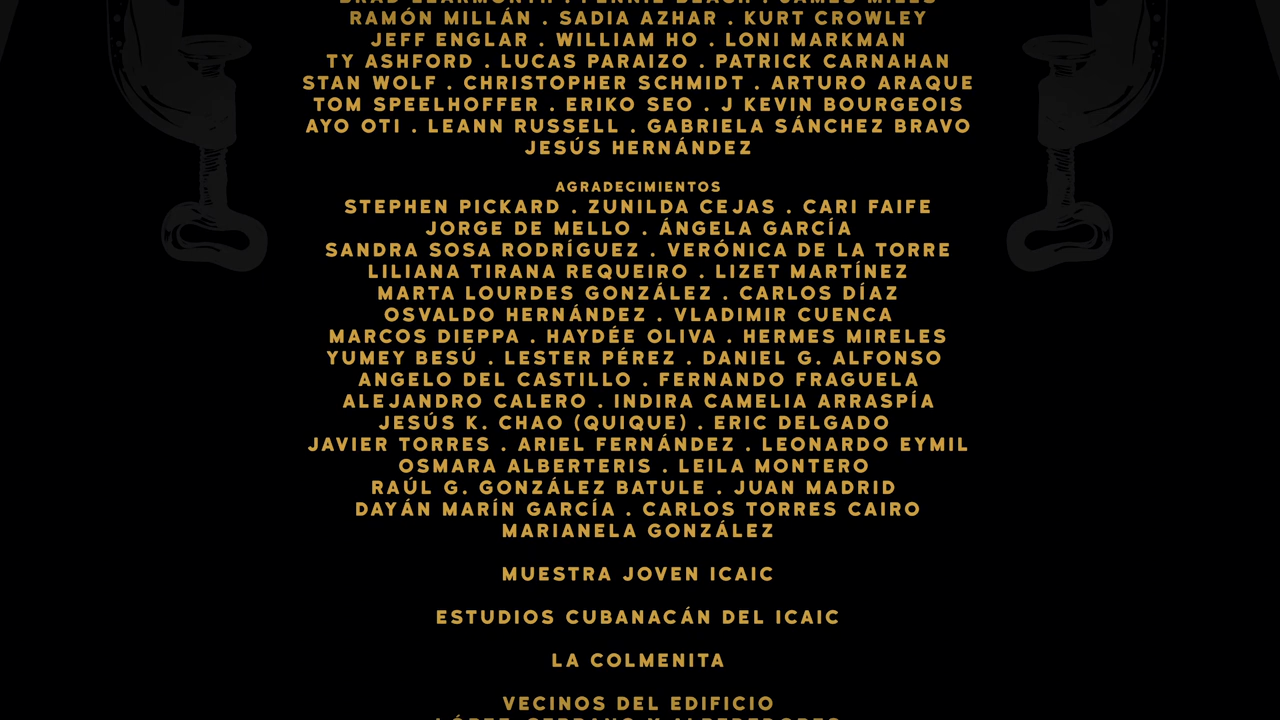 RAMÓN MILLÁN . SADIA AZHAR . KURT CROWLEY
JEFF ENGLAR . WILLIAM HO . LONI MARKMAN
TY ASHFORD . LUCAS PARAIZO . PATRICK CARNAHAN
STAN WOLF . CHRISTOPHER SCHMIDT . ARTURO ARAQUE
TOM SPEELHOFFER . ERIKO SEO . J KEVIN BOURGEOIS
AYO OTI . LEANN RUSSELL . GABRIELA SÁNCHEZ BRAVO
JESÚS HERNÁNDEZ
AGRADECIMIENTOS
STEPHEN PICKARD . ZUNILDA CEJAS . CARI FAIFE
JORGE DE MELLO . ÁNGELA GARCÍA
SANDRA SOSA RODRÍGUEZ . VERÓNICA DE LA TORRE
LILIANA TIRANA REQUEIRO . LIZET MARTÍNEZ
MARTA LOURDES GONZÁLEZ . CARLOS DÍAZ
OSVALDO HERNÁNDEZ . VLADIMIR CUENCA
MARCOS DIEPPA . HAYDÉE OLIVA . HERMES MIRELES
YUMEY BESÚ . LESTER PÉREZ . DANIEL G. ALFONSO
ANGELO DEL CASTILLO . FERNANDO FRAGUELA
ALEJANDRO CALERO . INDIRA CAMELIA ARRASPÍA
JESÚS K. CHAO (QUIQUE) . ERIC DELGADO
JAVIER TORRES . ARIEL FERNÁNDEZ . LEONARDO EYMIL
OSMARA ALBERTERIS . LEILA MONTERO
RAÚL G. GONZÁLEZ BATULE . JUAN MADRID
DAYÁN MARÍN GARCÍA . CARLOS TORRES CAIRO
MARIANELA GONZÁLEZ
MUESTRA JOVEN ICAIC
ESTUDIOS CUBANACÁN DEL ICAIC
LA COLMENITA
VECINOS DEL EDIFICIO